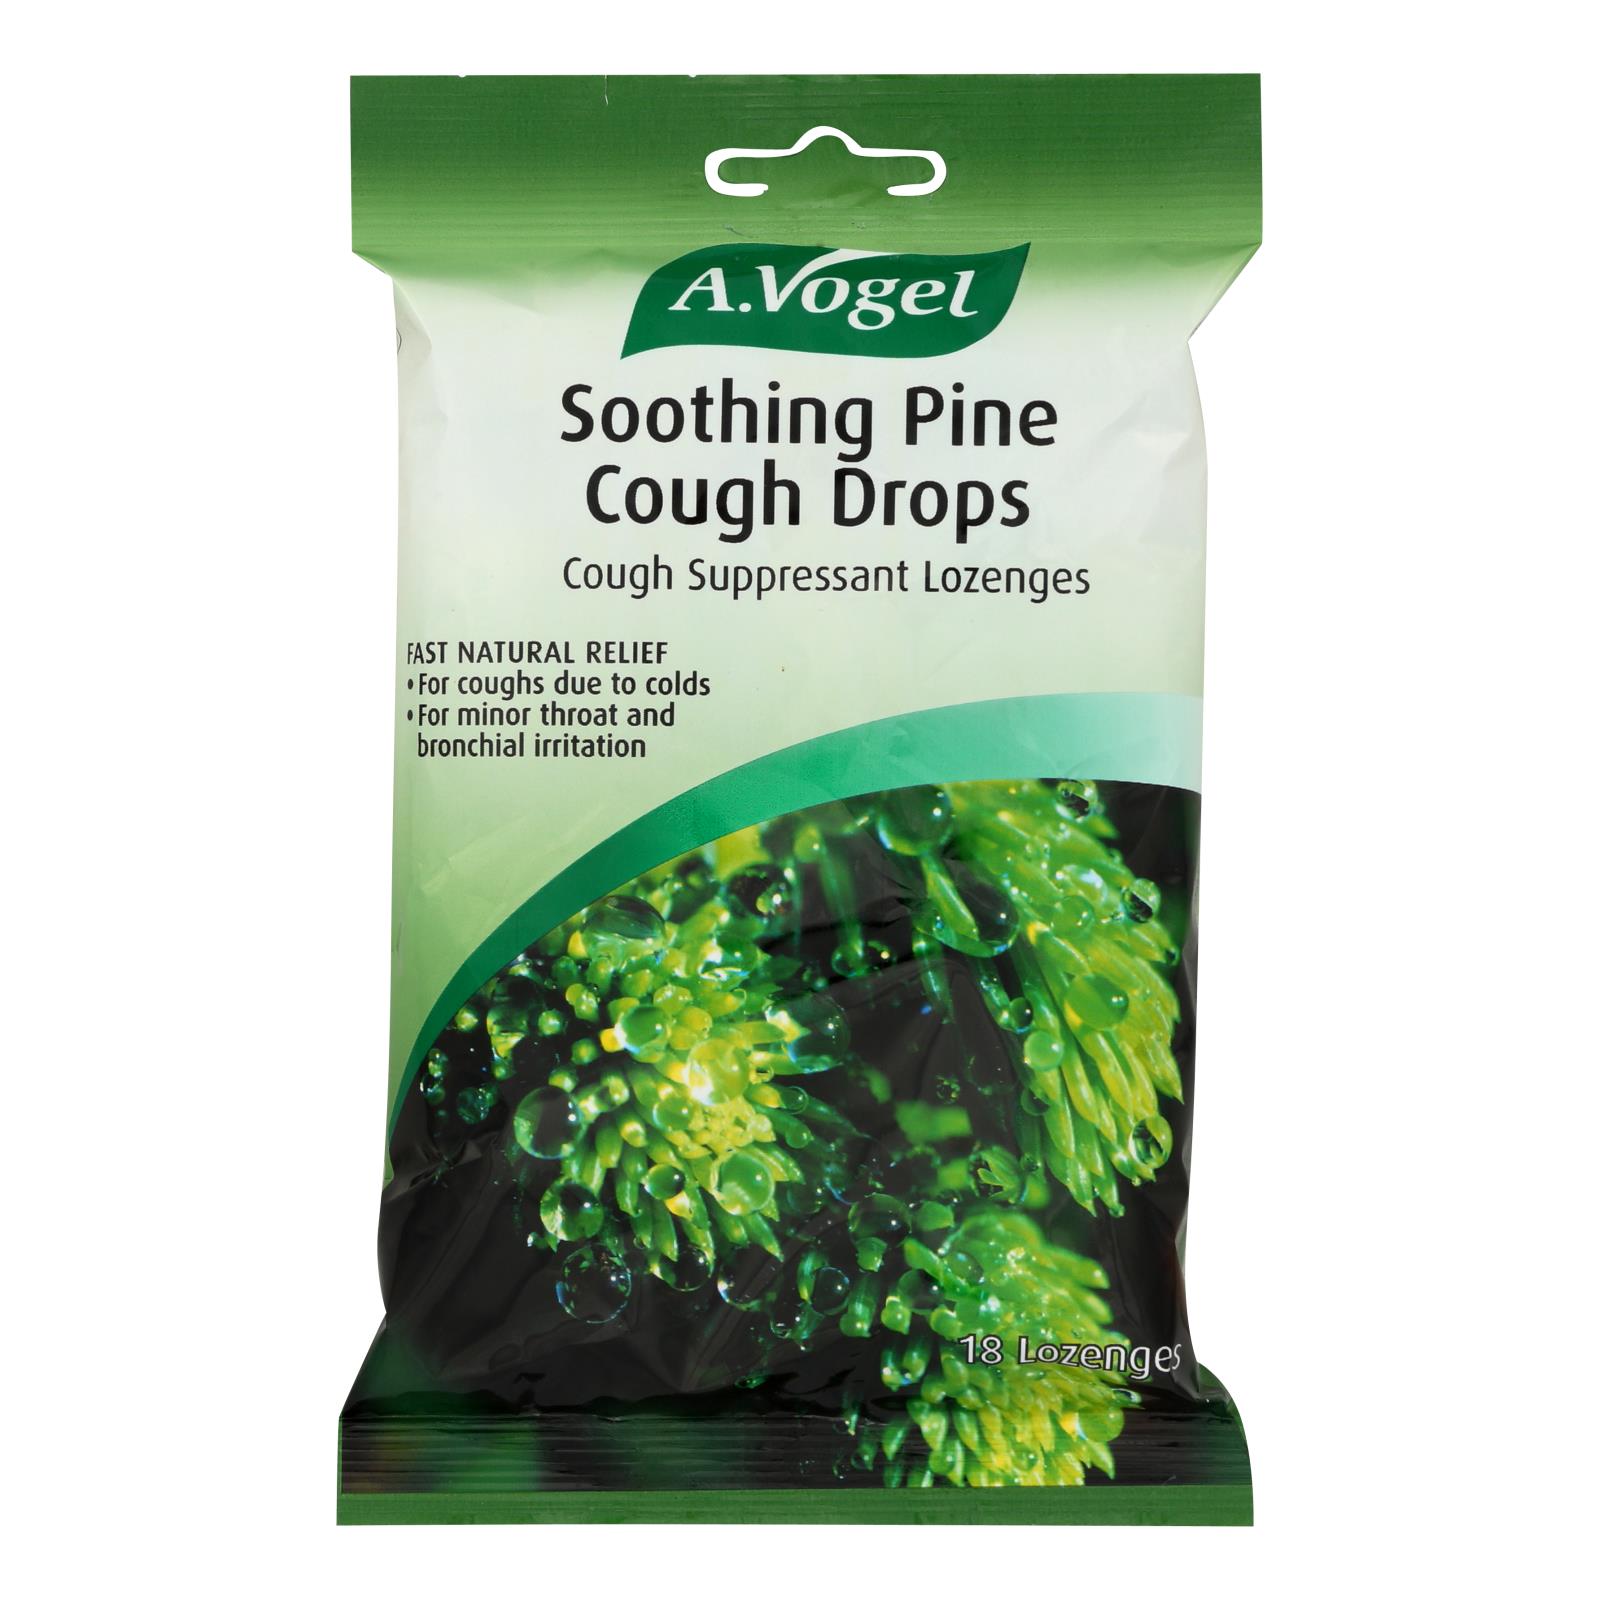 A.Vogel
Soothing Pine
Cough Drops
Cough Suppressant Lozenges
FAST NATURAL RELIEF
• For coughs due to colds
• For minor throat and
bronchial irritation
18 Lozenges